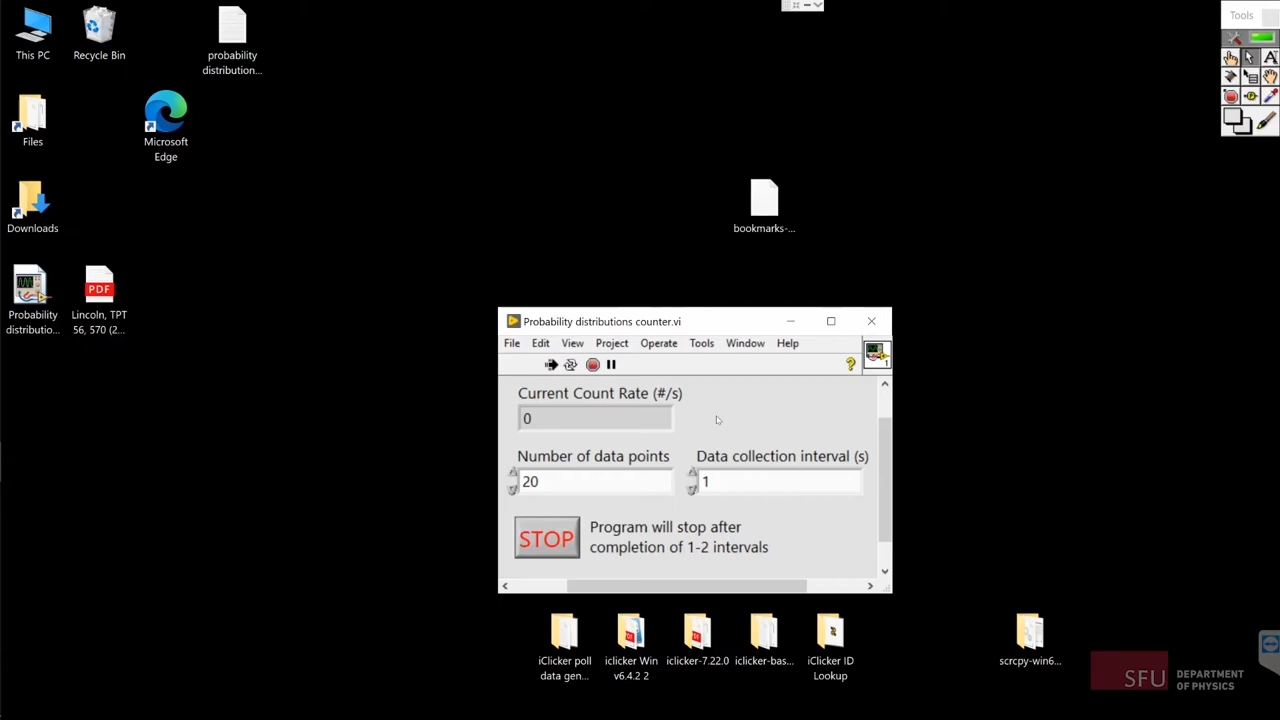 Tools
This PC
Recycle Bin
probability
distribution...
Files
Microsoft
Edge
Downloads
bookmarks-...
Probability
distributio...
PDF
Lincoln, TPT
56, 570 (2...
Probability distributions counter.vi
File Edit View Project Operate Tools Window Help
Current Count Rate (#/s)
0
Number of data points
Data collection interval (s)
20
1
STOP
Program will stop after
completion of 1-2 intervals
iClicker poll
data gen...
iclicker Win
v6.4.2 2
iclicker-7.22.0
iclicker-bas...
iClicker ID
Lookup
scrcpy-win6...
SFU
DEPARTMENT
OF PHYSICS